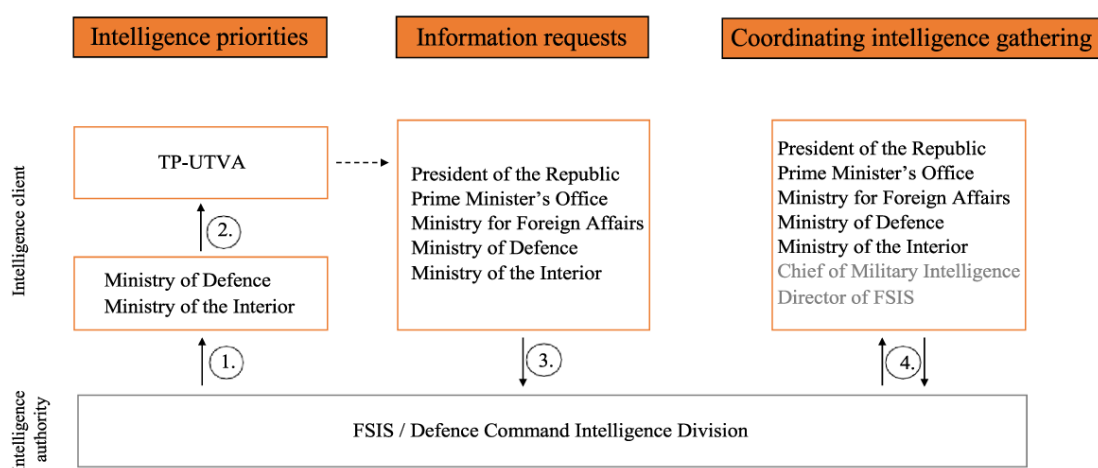 Intelligence priorities
Information requests
Coordinating intelligence gathering
Intelligence client
TP-UTVA
President of the Republic
Prime Minister's Office
Ministry for Foreign Affairs
Ministry of Defence
Ministry of the Interior
President of the Republic
Prime Minister's Office
Ministry for Foreign Affairs
Ministry of Defence
Ministry of the Interior
Chief of Military Intelligence
Director of FSIS
2.
Ministry of Defence
Ministry of the Interior
1.
3.
4.
Intelligence
authority
FSIS / Defence Command Intelligence Division